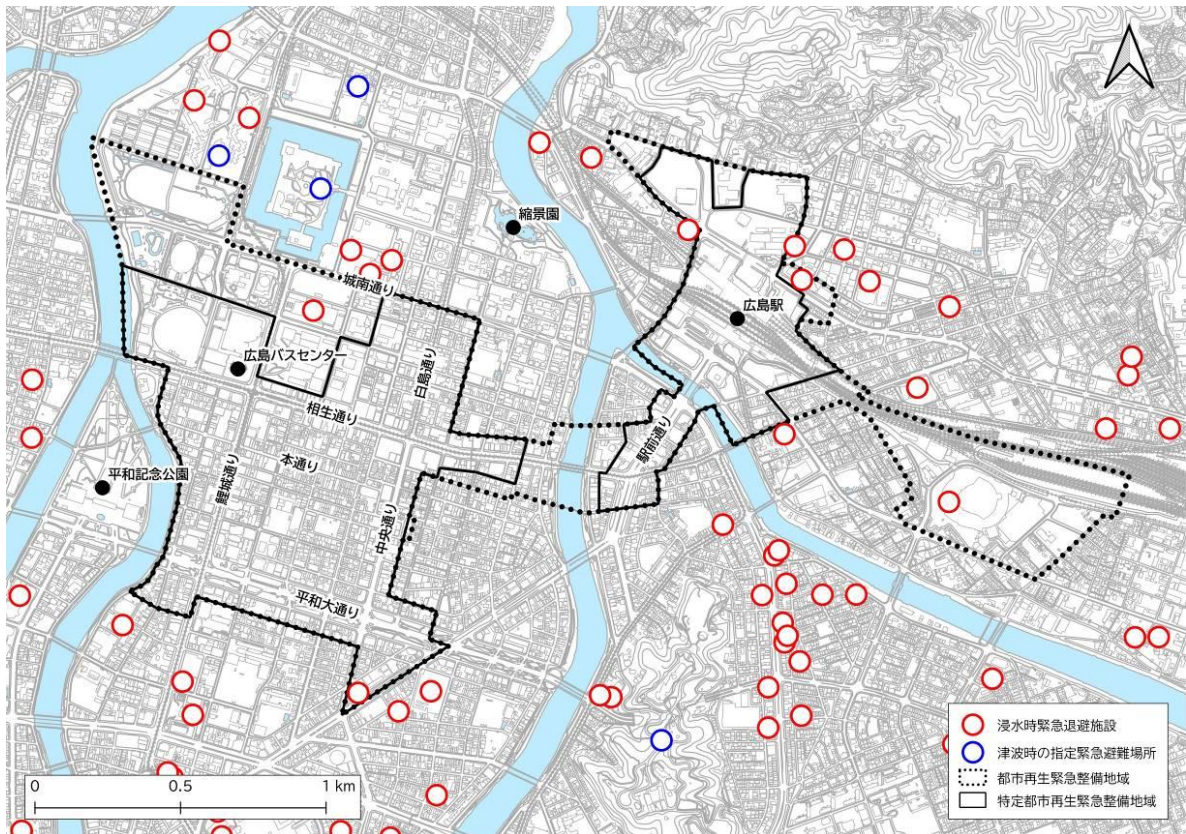 縮景園
城南通り
広島駅
広島バスセンター
白島通り
相生通り
駅前通り
本通り
平和記念公園
鯉城通り
中央通り
平和大通り
浸水時緊急退避施設
津波時の指定緊急避難場所
都市再生緊急整備地域
特定都市再生緊急整備地域
0 0.5 1 km